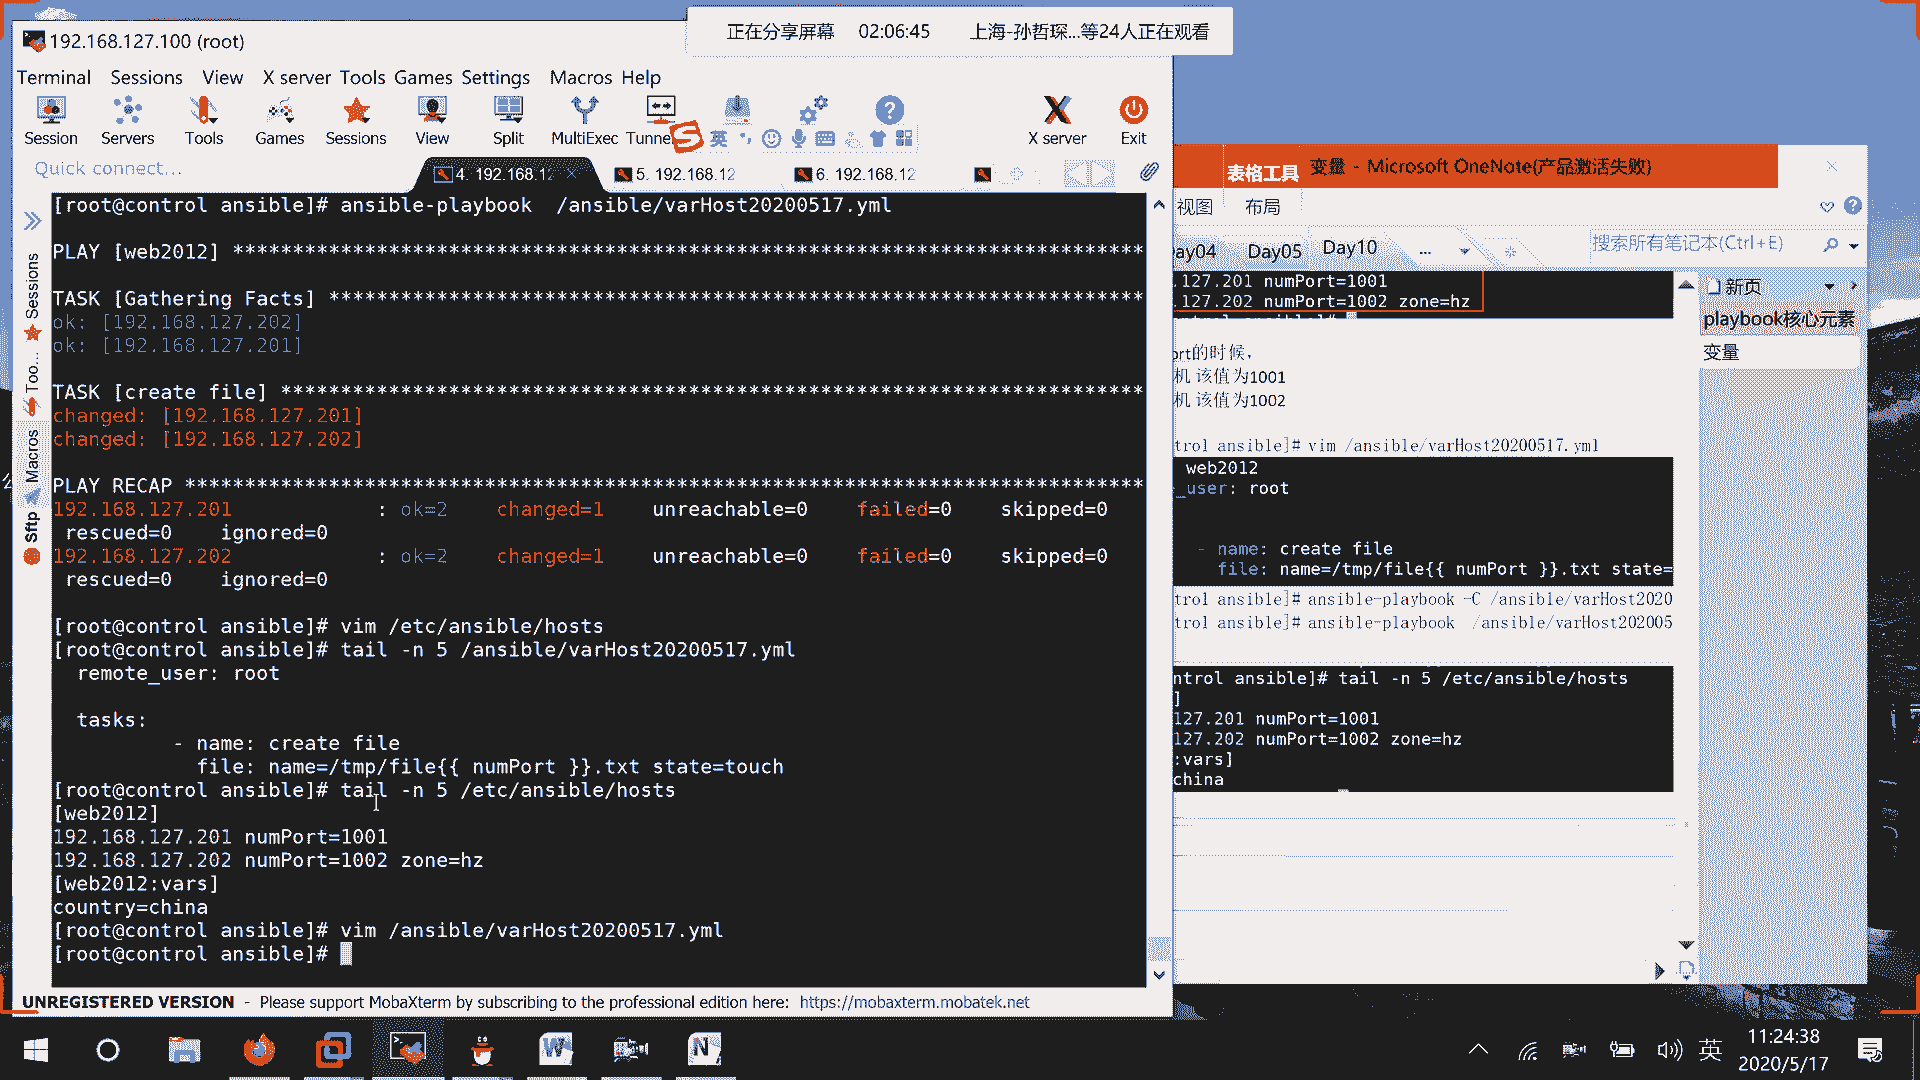 正在分享屏幕 02:06:45 上海-孙哲琛...等24人正在观看
192.168.127.100 (root)
Terminal Sessions View X server Tools Games Settings Macros Help
Session Servers Tools Games Sessions View Split MultiExec Tunne 英 X server Exit
Quick connect...
4. 192.168.12
5. 192.168.12
6. 192.168.12
Sessions
Too...
Macros
Sftp
[root@control ansible]# ansible-playbook  /ansible/varHost20200517.yml
PLAY [web2012] ****************************************************************************
TASK [Gathering Facts] ********************************************************************
ok: [192.168.127.202]
ok: [192.168.127.201]
TASK [create file] ************************************************************************
changed: [192.168.127.201]
changed: [192.168.127.202]
PLAY RECAP ********************************************************************************
192.168.127.201            : ok=2    changed=1    unreachable=0    failed=0    skipped=0
rescued=0    ignored=0
192.168.127.202            : ok=2    changed=1    unreachable=0    failed=0    skipped=0
rescued=0    ignored=0
[root@control ansible]# vim /etc/ansible/hosts
[root@control ansible]# tail -n 5 /ansible/varHost20200517.yml
remote_user: root
tasks:
- name: create file
file: name=/tmp/file{{ numPort }}.txt state=touch
[root@control ansible]# tail -n 5 /etc/ansible/hosts
[web2012]
192.168.127.201 numPort=1001
192.168.127.202 numPort=1002 zone=hz
[web2012:vars]
country=china
[root@control ansible]# vim /ansible/varHost20200517.yml
[root@control ansible]#
UNREGISTERED VERSION - Please support MobaXterm by subscribing to the professional edition here: https://mobaxterm.mobatek.net
表格工具 变量 - Microsoft OneNote(产品激活失败)
视图 布局
ay04 Day05 Day10 ... 搜索所有笔记本(Ctrl+E)
.127.201 numPort=1001
.127.202 numPort=1002 zone=hz
ort的时候，
机 该值为1001
机 该值为1002
trol ansible]# vim /ansible/varHost20200517.yml
web2012
_user: root
- name: create file
file: name=/tmp/file{{ numPort }}.txt state=
trol ansible]# ansible-playbook -C /ansible/varHost2020
trol ansible]# ansible-playbook  /ansible/varHost202005
ntrol ansible]# tail -n 5 /etc/ansible/hosts
]
127.201 numPort=1001
127.202 numPort=1002 zone=hz
:vars]
china
新页
playbook核心元素
变量
英
11:24:38
2020/5/17